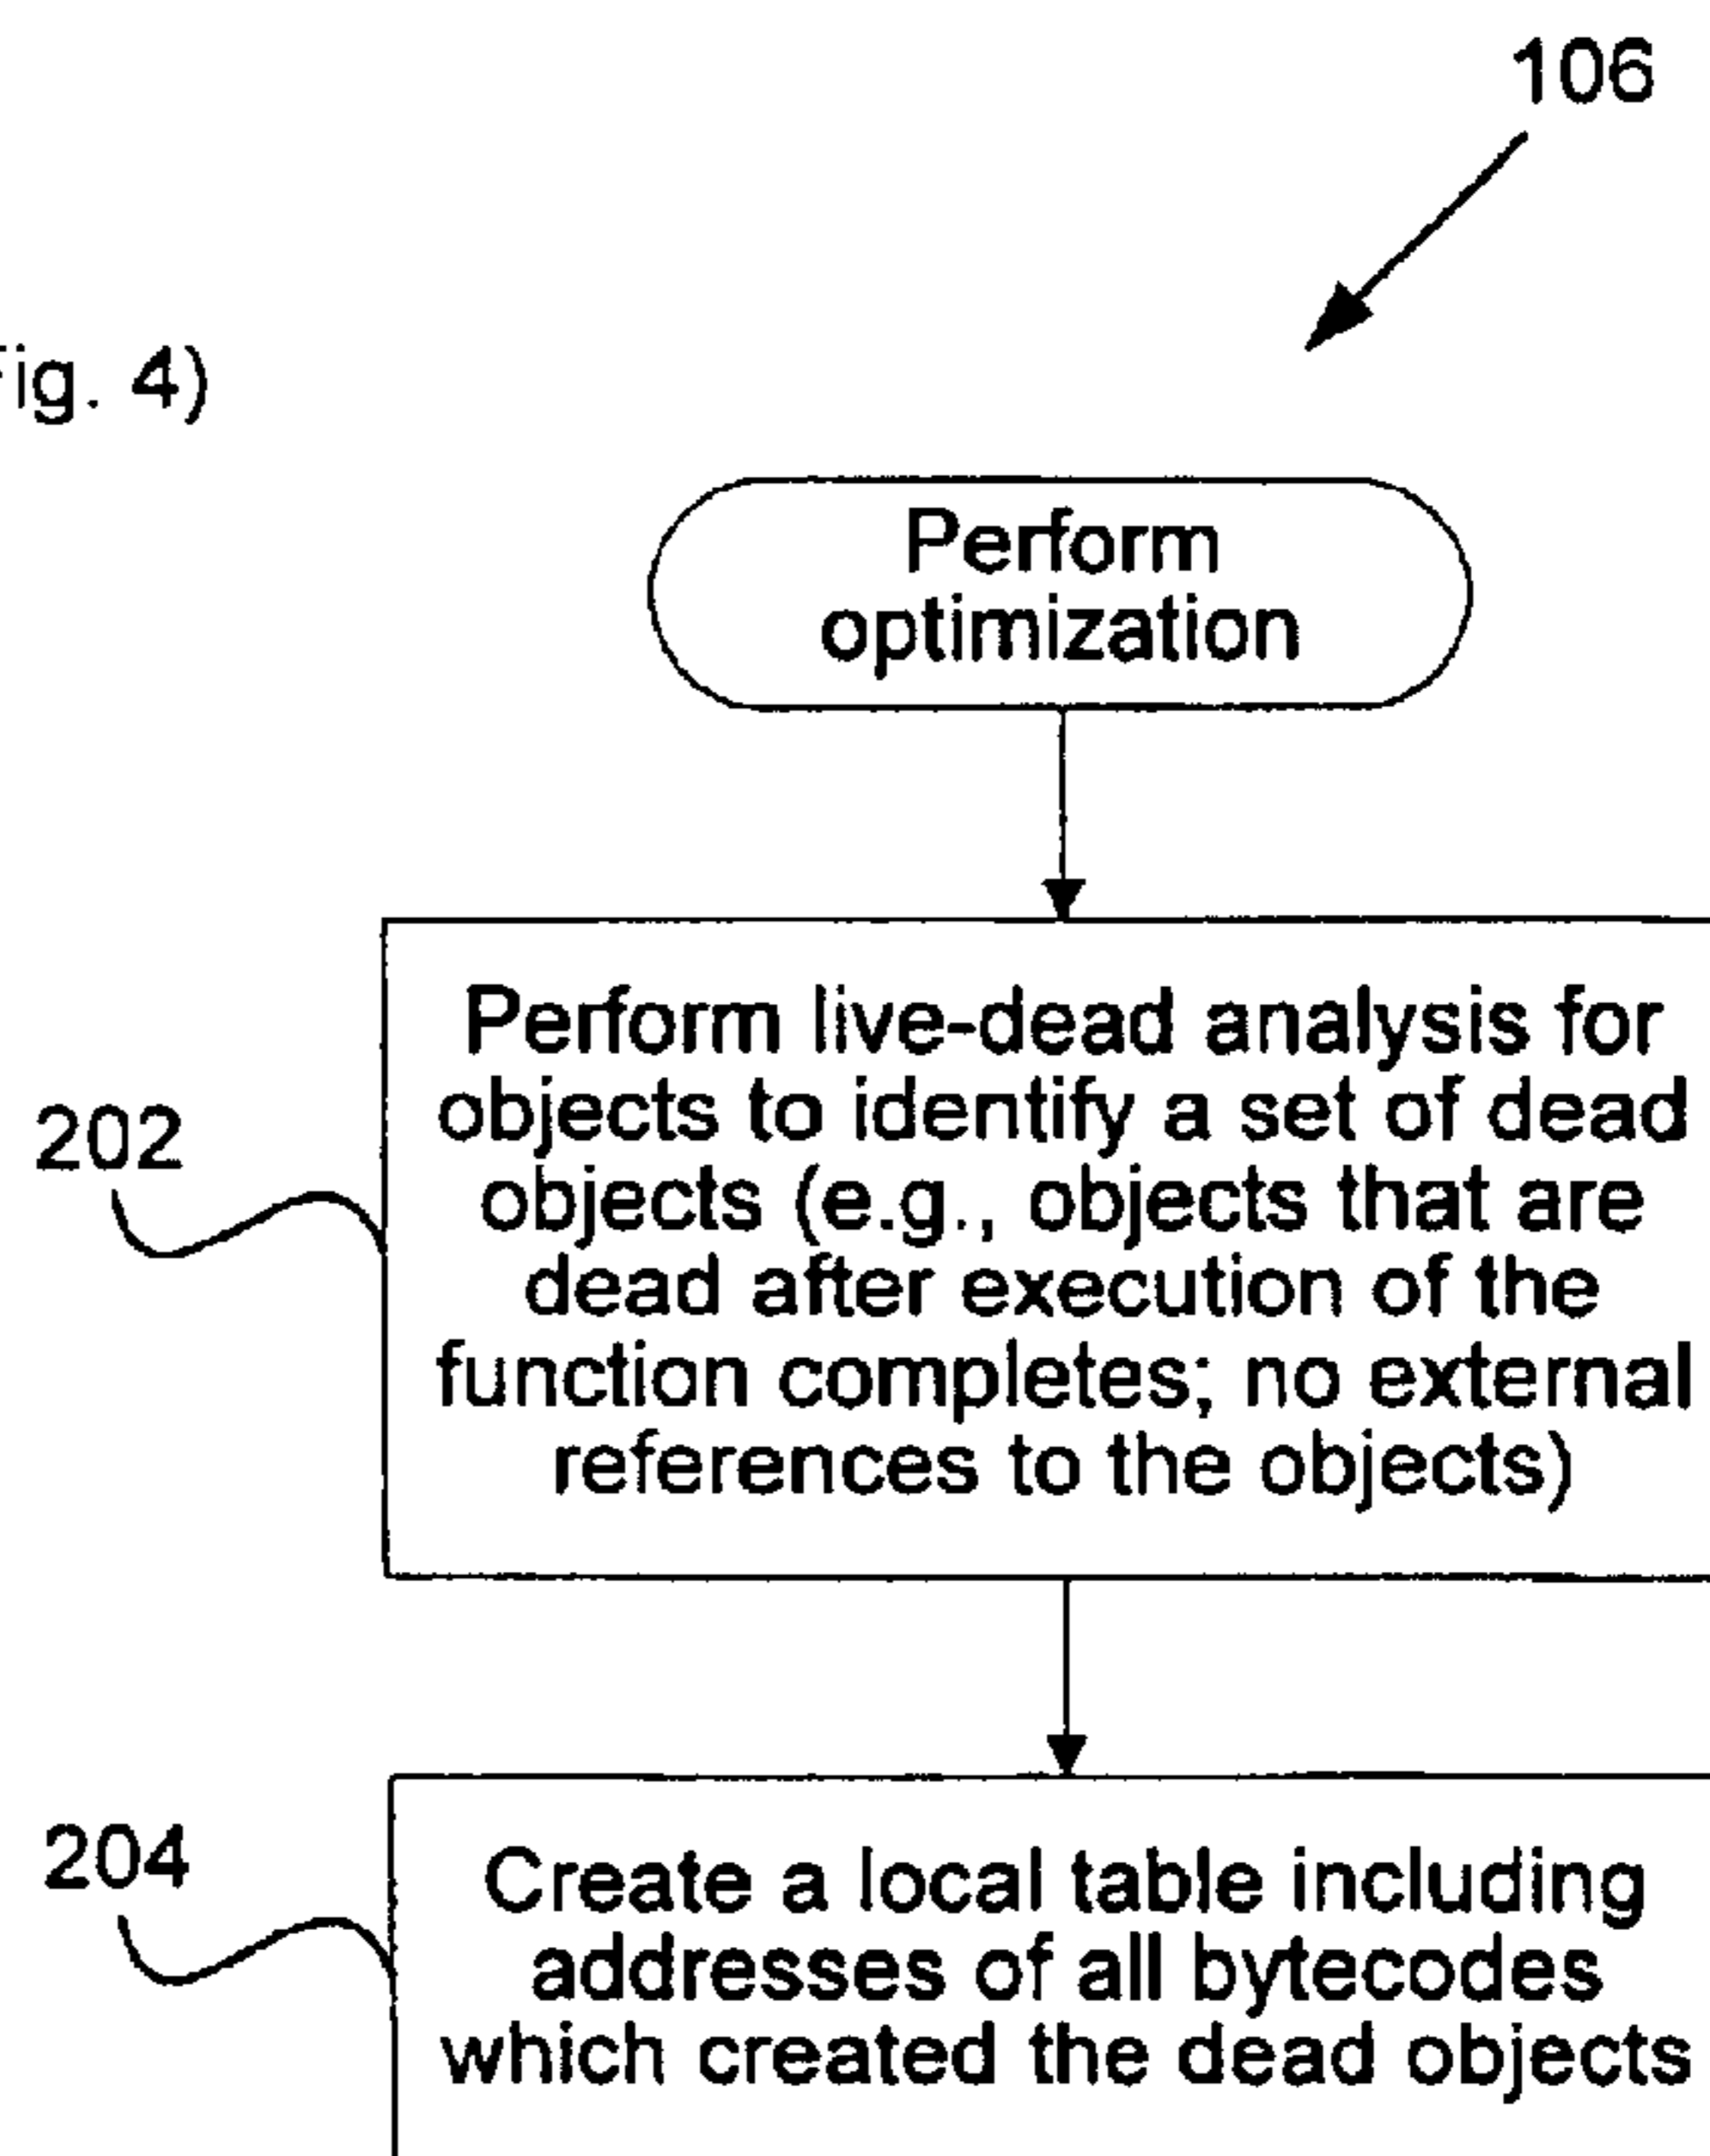 106
Fig. 4)
Perform
optimization
Perform live-dead analysis for
objects to identify a set of dead
objects (e.g., objects that are
dead after execution of the
function completes; no external
references to the objects)
202
204
Create a local table including
addresses of all bytecodes
which created the dead objects